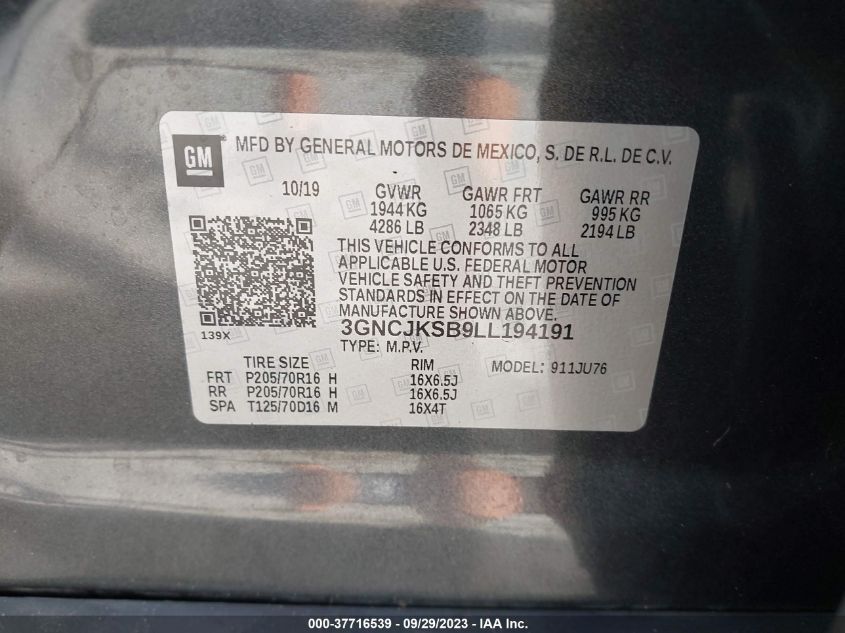 GM MFD BY GENERAL MOTORS DE MEXICO, S. DE R.L. DE C.V.
10/19 GVWR GAWR FRT GAWR RR
1944 KG 1065 KG 995 KG
4286 LB 2348 LB 2194 LB
THIS VEHICLE CONFORMS TO ALL
APPLICABLE U.S. FEDERAL MOTOR
VEHICLE SAFETY AND THEFT PREVENTION
STANDARDS IN EFFECT ON THE DATE OF
MANUFACTURE SHOWN ABOVE.
139X 3GNCJKSB9LL194191
TYPE: M.P.V.
TIRE SIZE RIM MODEL: 911JU76
FRT P205/70R16 H 16X6.5J
RR P205/70R16 H 16X6.5J
SPA T125/70D16 M 16X4T
000-37716539 - 09/29/2023 - IAA Inc.